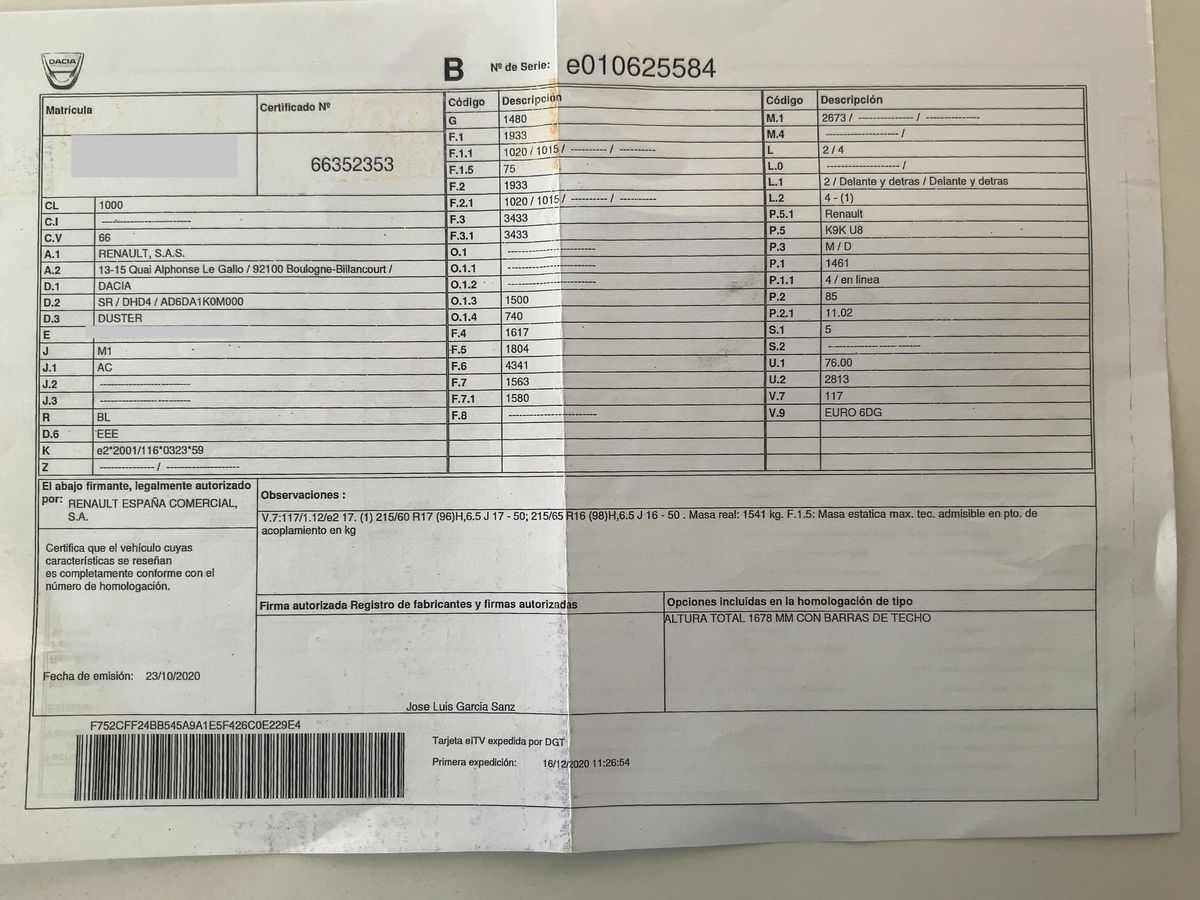 DACIA
B Nº de Serie: e010625584
Matrícula
Certificado Nº
66352353
CL 1000
C.I --------------------
C.V 66
A.1 RENAULT, S.A.S.
A.2 13-15 Quai Alphonse Le Gallo / 92100 Boulogne-Billancourt /
D.1 DACIA
D.2 SR / DHD4 / AD6DA1K0M000
D.3 DUSTER
E
J M1
J.1 AC
J.2 --------------------
J.3 --------------------
R BL
D.6 EEE
K e2*2001/116*0323*59
Z ------------ / ----------------
Código Descripción
G 1480
F.1 1933
F.1.1 1020 / 1015 / -------- / --------
F.1.5 75
F.2 1933
F.2.1 1020 / 1015 / -------- / --------
F.3 3433
F.3.1 3433
O.1 --------------------
O.1.1 --------------------
O.1.2 --------------------
O.1.3 1500
O.1.4 740
F.4 1617
F.5 1804
F.6 4341
F.7 1563
F.7.1 1580
F.8 --------------------
Código Descripción
M.1 2673 / ------------ / ------------
M.4 ---------------- /
L 2 / 4
L.0 ---------------- /
L.1 2 / Delante y detras / Delante y detras
L.2 4 - (1)
P.5.1 Renault
P.5 K9K U8
P.3 M / D
P.1 1461
P.1.1 4 / en linea
P.2 85
P.2.1 11.02
S.1 5
S.2 --------------------
U.1 76.00
U.2 2813
V.7 117
V.9 EURO 6DG
El abajo firmante, legalmente autorizado
por: RENAULT ESPAÑA COMERCIAL,
S.A.
Certifica que el vehículo cuyas
características se reseñan
es completamente conforme con el
número de homologación.
Fecha de emisión: 23/10/2020
Observaciones :
V.7:117/1.12/e2 17. (1) 215/60 R17 (96)H,6.5 J 17 - 50; 215/65 R16 (98)H,6.5 J 16 - 50 . Masa real: 1541 kg. F.1.5: Masa estatica max. tec. admisible en pto. de
acoplamiento en kg
Firma autorizada Registro de fabricantes y firmas autorizadas
Jose Luis Garcia Sanz
Opciones incluidas en la homologación de tipo
ALTURA TOTAL 1678 MM CON BARRAS DE TECHO
F752CFF24BB545A9A1E5F426C0E229E4
Tarjeta eiTV expedida por DGT
Primera expedición: 16/12/2020 11:26:54